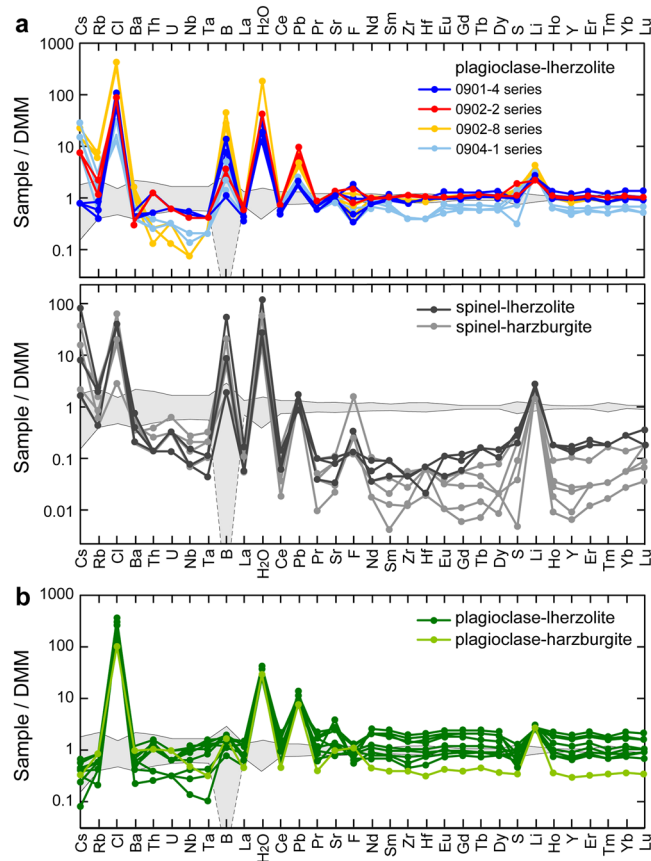 a
Cs Rb Cl Ba Th U Nb Ta B La H₂O Ce Pb Pr Sr F Nd Sm Zr Hf Eu Gd Tb Dy S Li Ho Y Er Tm Yb Lu
1000
100
10
1
0.1
Sample / DMM
plagioclase-lherzolite
0901-4 series
0902-2 series
0902-8 series
0904-1 series
100
10
1
0.1
0.01
Sample / DMM
spinel-lherzolite
spinel-harzburgite
Cs Rb Cl Ba Th U Nb Ta B La H₂O Ce Pb Pr Sr F Nd Sm Zr Hf Eu Gd Tb Dy S Li Ho Y Er Tm Yb Lu
b
1000
100
10
1
0.1
Sample / DMM
plagioclase-lherzolite
plagioclase-harzburgite
Cs Rb Cl Ba Th U Nb Ta B La H₂O Ce Pb Pr Sr F Nd Sm Zr Hf Eu Gd Tb Dy S Li Ho Y Er Tm Yb Lu